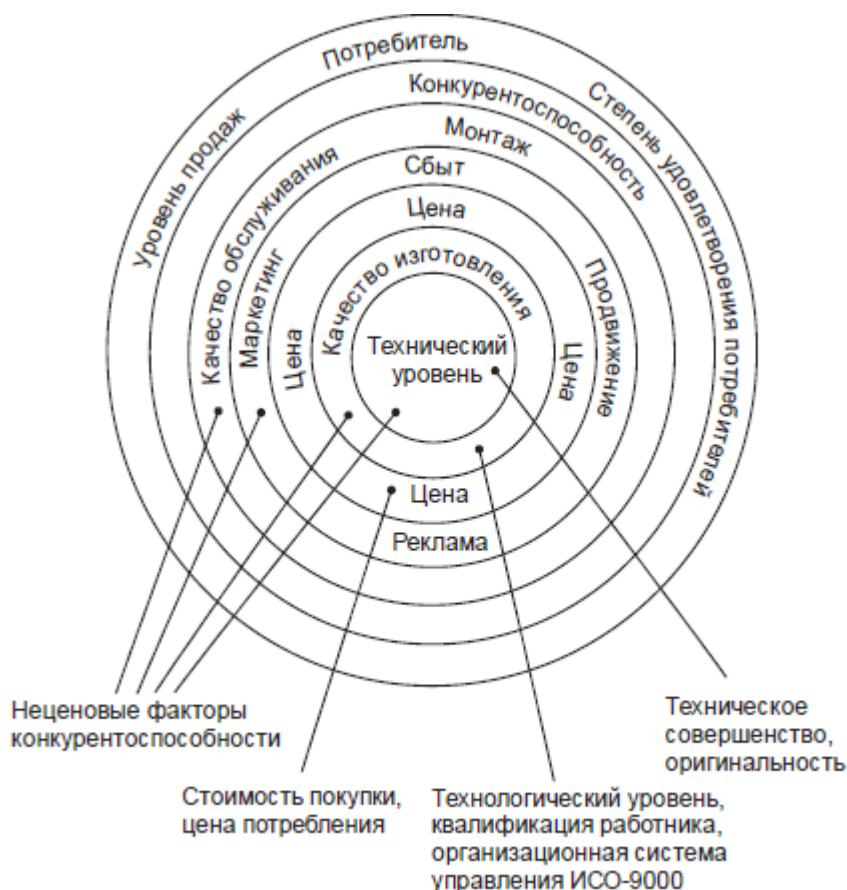 Потребитель
Уровень продаж
Степень удовлетворения потребителей
Конкурентоспособность
Монтаж
Качество обслуживания
Сбыт
Маркетинг
Продвижение
Реклама
Цена
Цена
Цена
Цена
Качество изготовления
Технический
уровень
Неценовые факторы
конкурентоспособности
Стоимость покупки,
цена потребления
Технологический уровень,
квалификация работника,
организационная система
управления ИСО-9000
Техническое
совершенство,
оригинальность